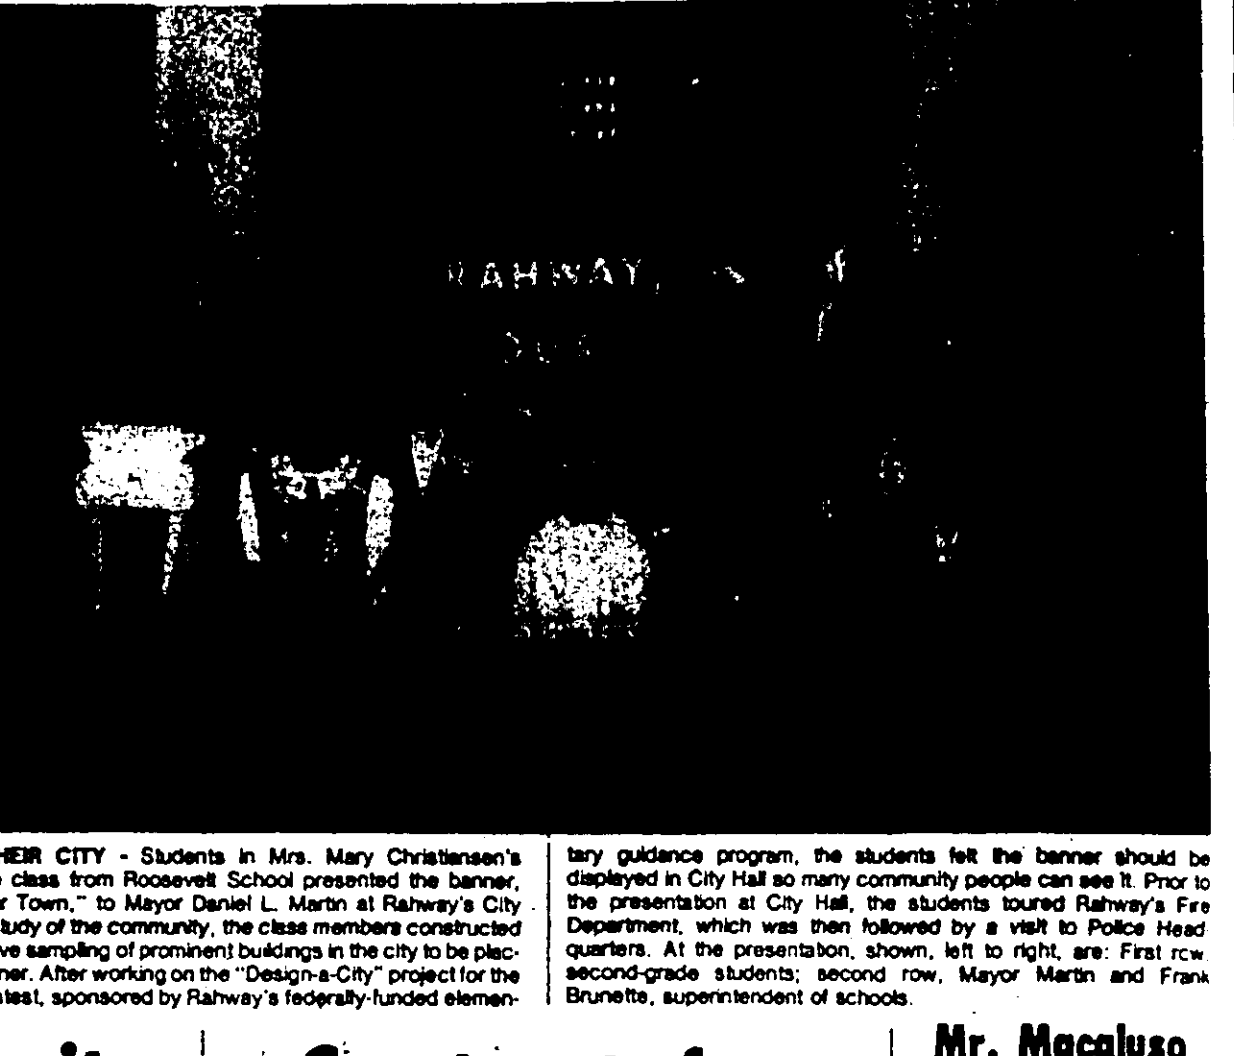 RAHWAY,
OUR
HEIR CITY - Students in Mrs. Mary Christiansen's
class from Roosevelt School presented the banner,
r Town," to Mayor Daniel L. Martin at Rahway's City
tudy of the community, the class members constructed
ve sampling of prominent buildings in the city to be plac-
ner. After working on the "Design-a-City" project for the
test, sponsored by Rahway's federally-funded elemen-
tary guidance program, the students felt the banner should be
displayed in City Hall so many community people can see it. Prior to
the presentation at City Hall, the students toured Rahway's Fire
Department, which was then followed by a visit to Police Head
quarters. At the presentation, shown, left to right, are: First row
second-grade students; second row, Mayor Martin and Frank
Brunette, superintendent of schools.
Mr. Macaluso